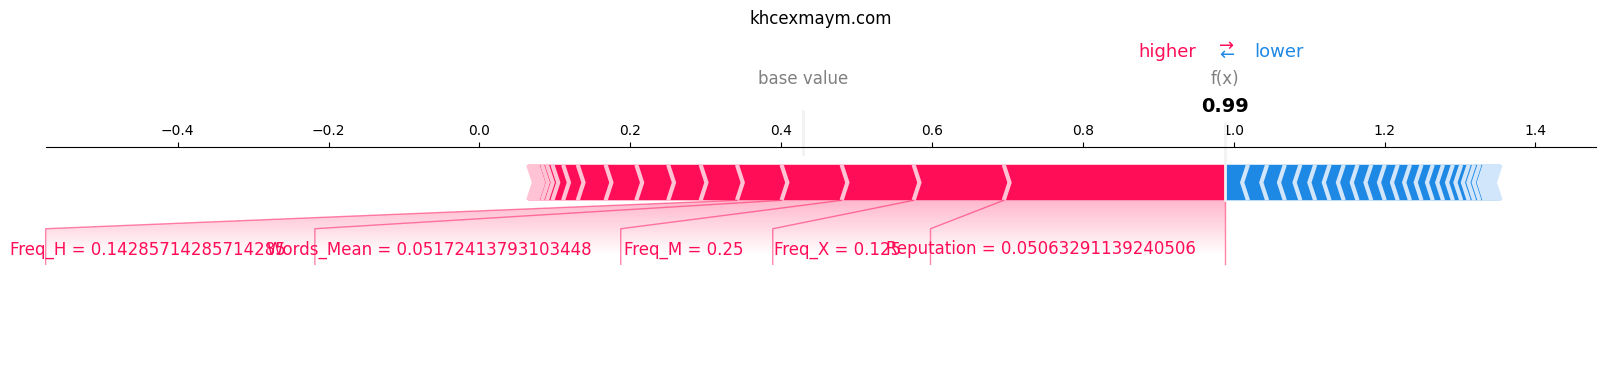 khcexmaym.com
higher ⇄ lower
base value f(x)
0.99
−0.4 −0.2 0.0 0.2 0.4 0.6 0.8 1.0 1.2 1.4
Freq_H = 0.14285714285714285 Words_Mean = 0.05172413793103448 Freq_M = 0.25 Freq_X = 0.125 Reputation = 0.05063291139240506